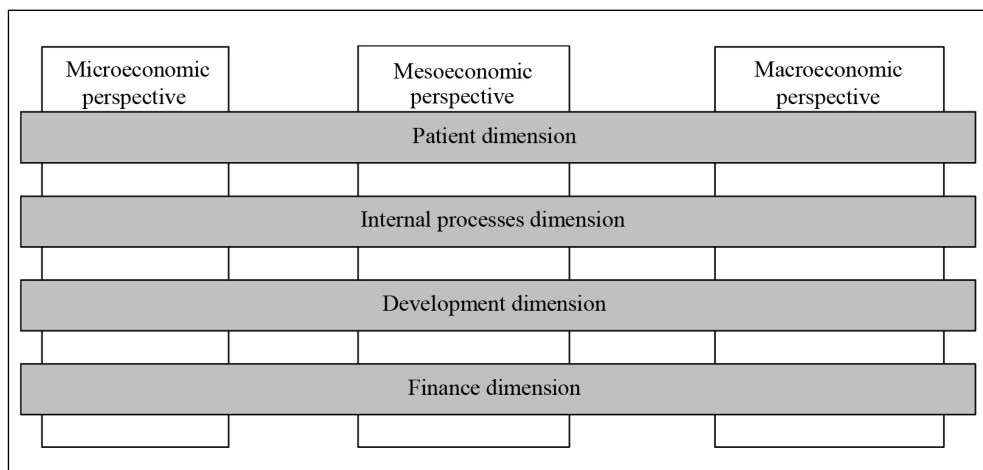 Microeconomic
perspective
Mesoeconomic
perspective
Macroeconomic
perspective
Patient dimension
Internal processes dimension
Development dimension
Finance dimension